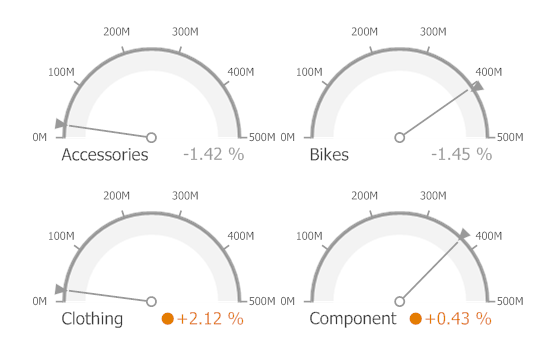 200M 300M
100M 400M
0M 500M
Accessories -1.42 %
200M 300M
100M 400M
0M 500M
Bikes -1.45 %
200M 300M
100M 400M
0M 500M
Clothing +2.12 %
200M 300M
100M 400M
0M 500M
Component +0.43 %